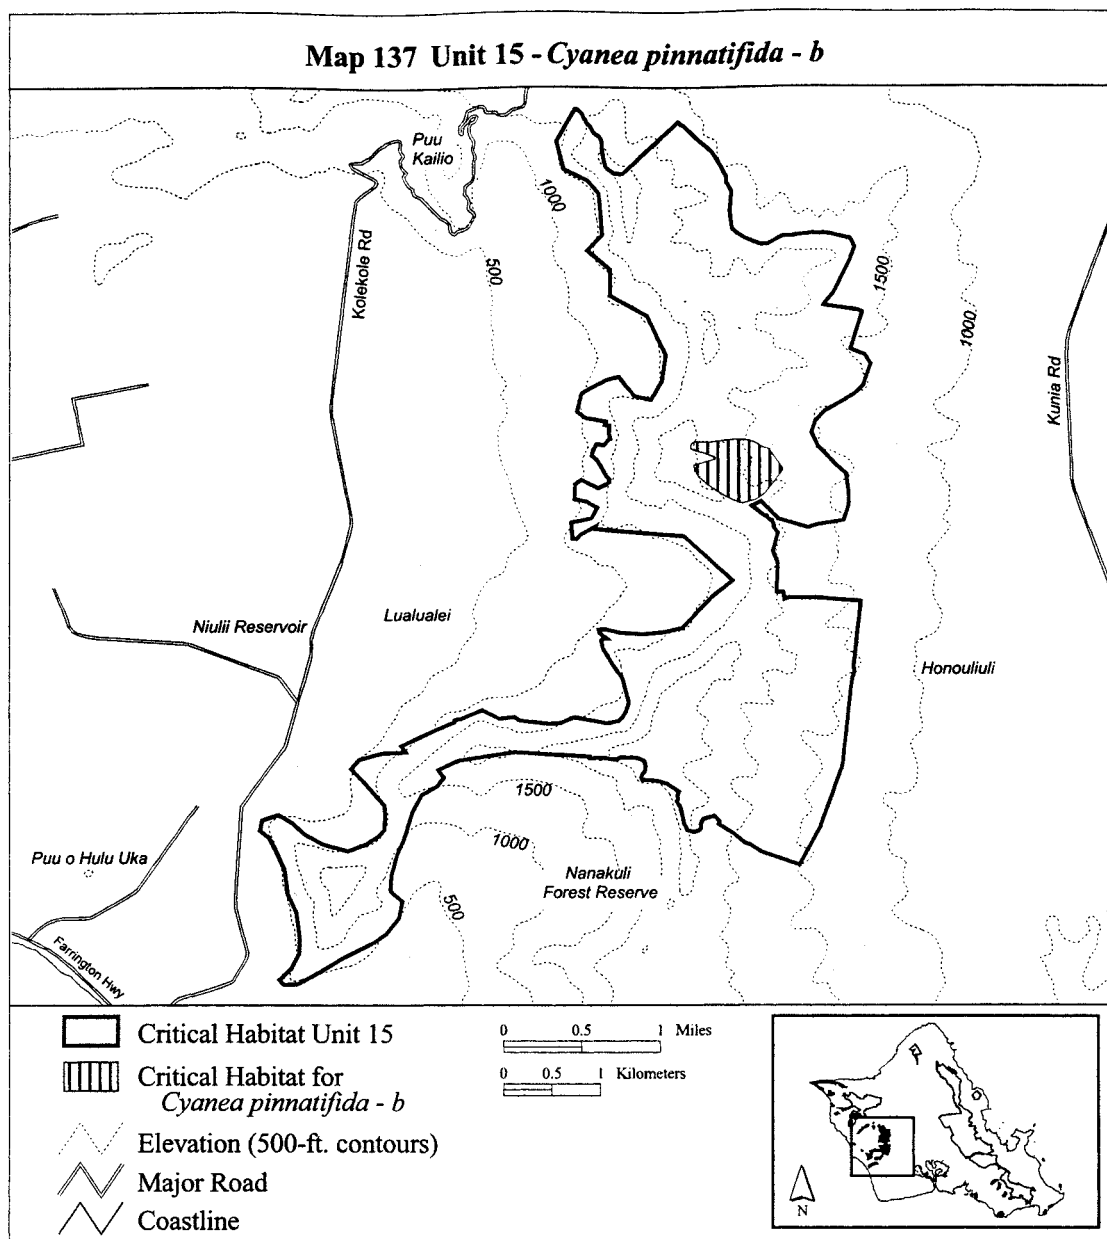 Map 137 Unit 15 - Cyanea pinnatifida - b
Puu
Kailio
1000
500
Kolekole Rd
1500
1000
Kunia Rd
Niulii Reservoir
Lualualei
Honouliuli
1500
1000
Puu o Hulu Uka
Nanakuli
Forest Reserve
500
Farrington Hwy
Critical Habitat Unit 15
Critical Habitat for
Cyanea pinnatifida - b
Elevation (500-ft. contours)
Major Road
Coastline
0 0.5 1 Miles
0 0.5 1 Kilometers
N